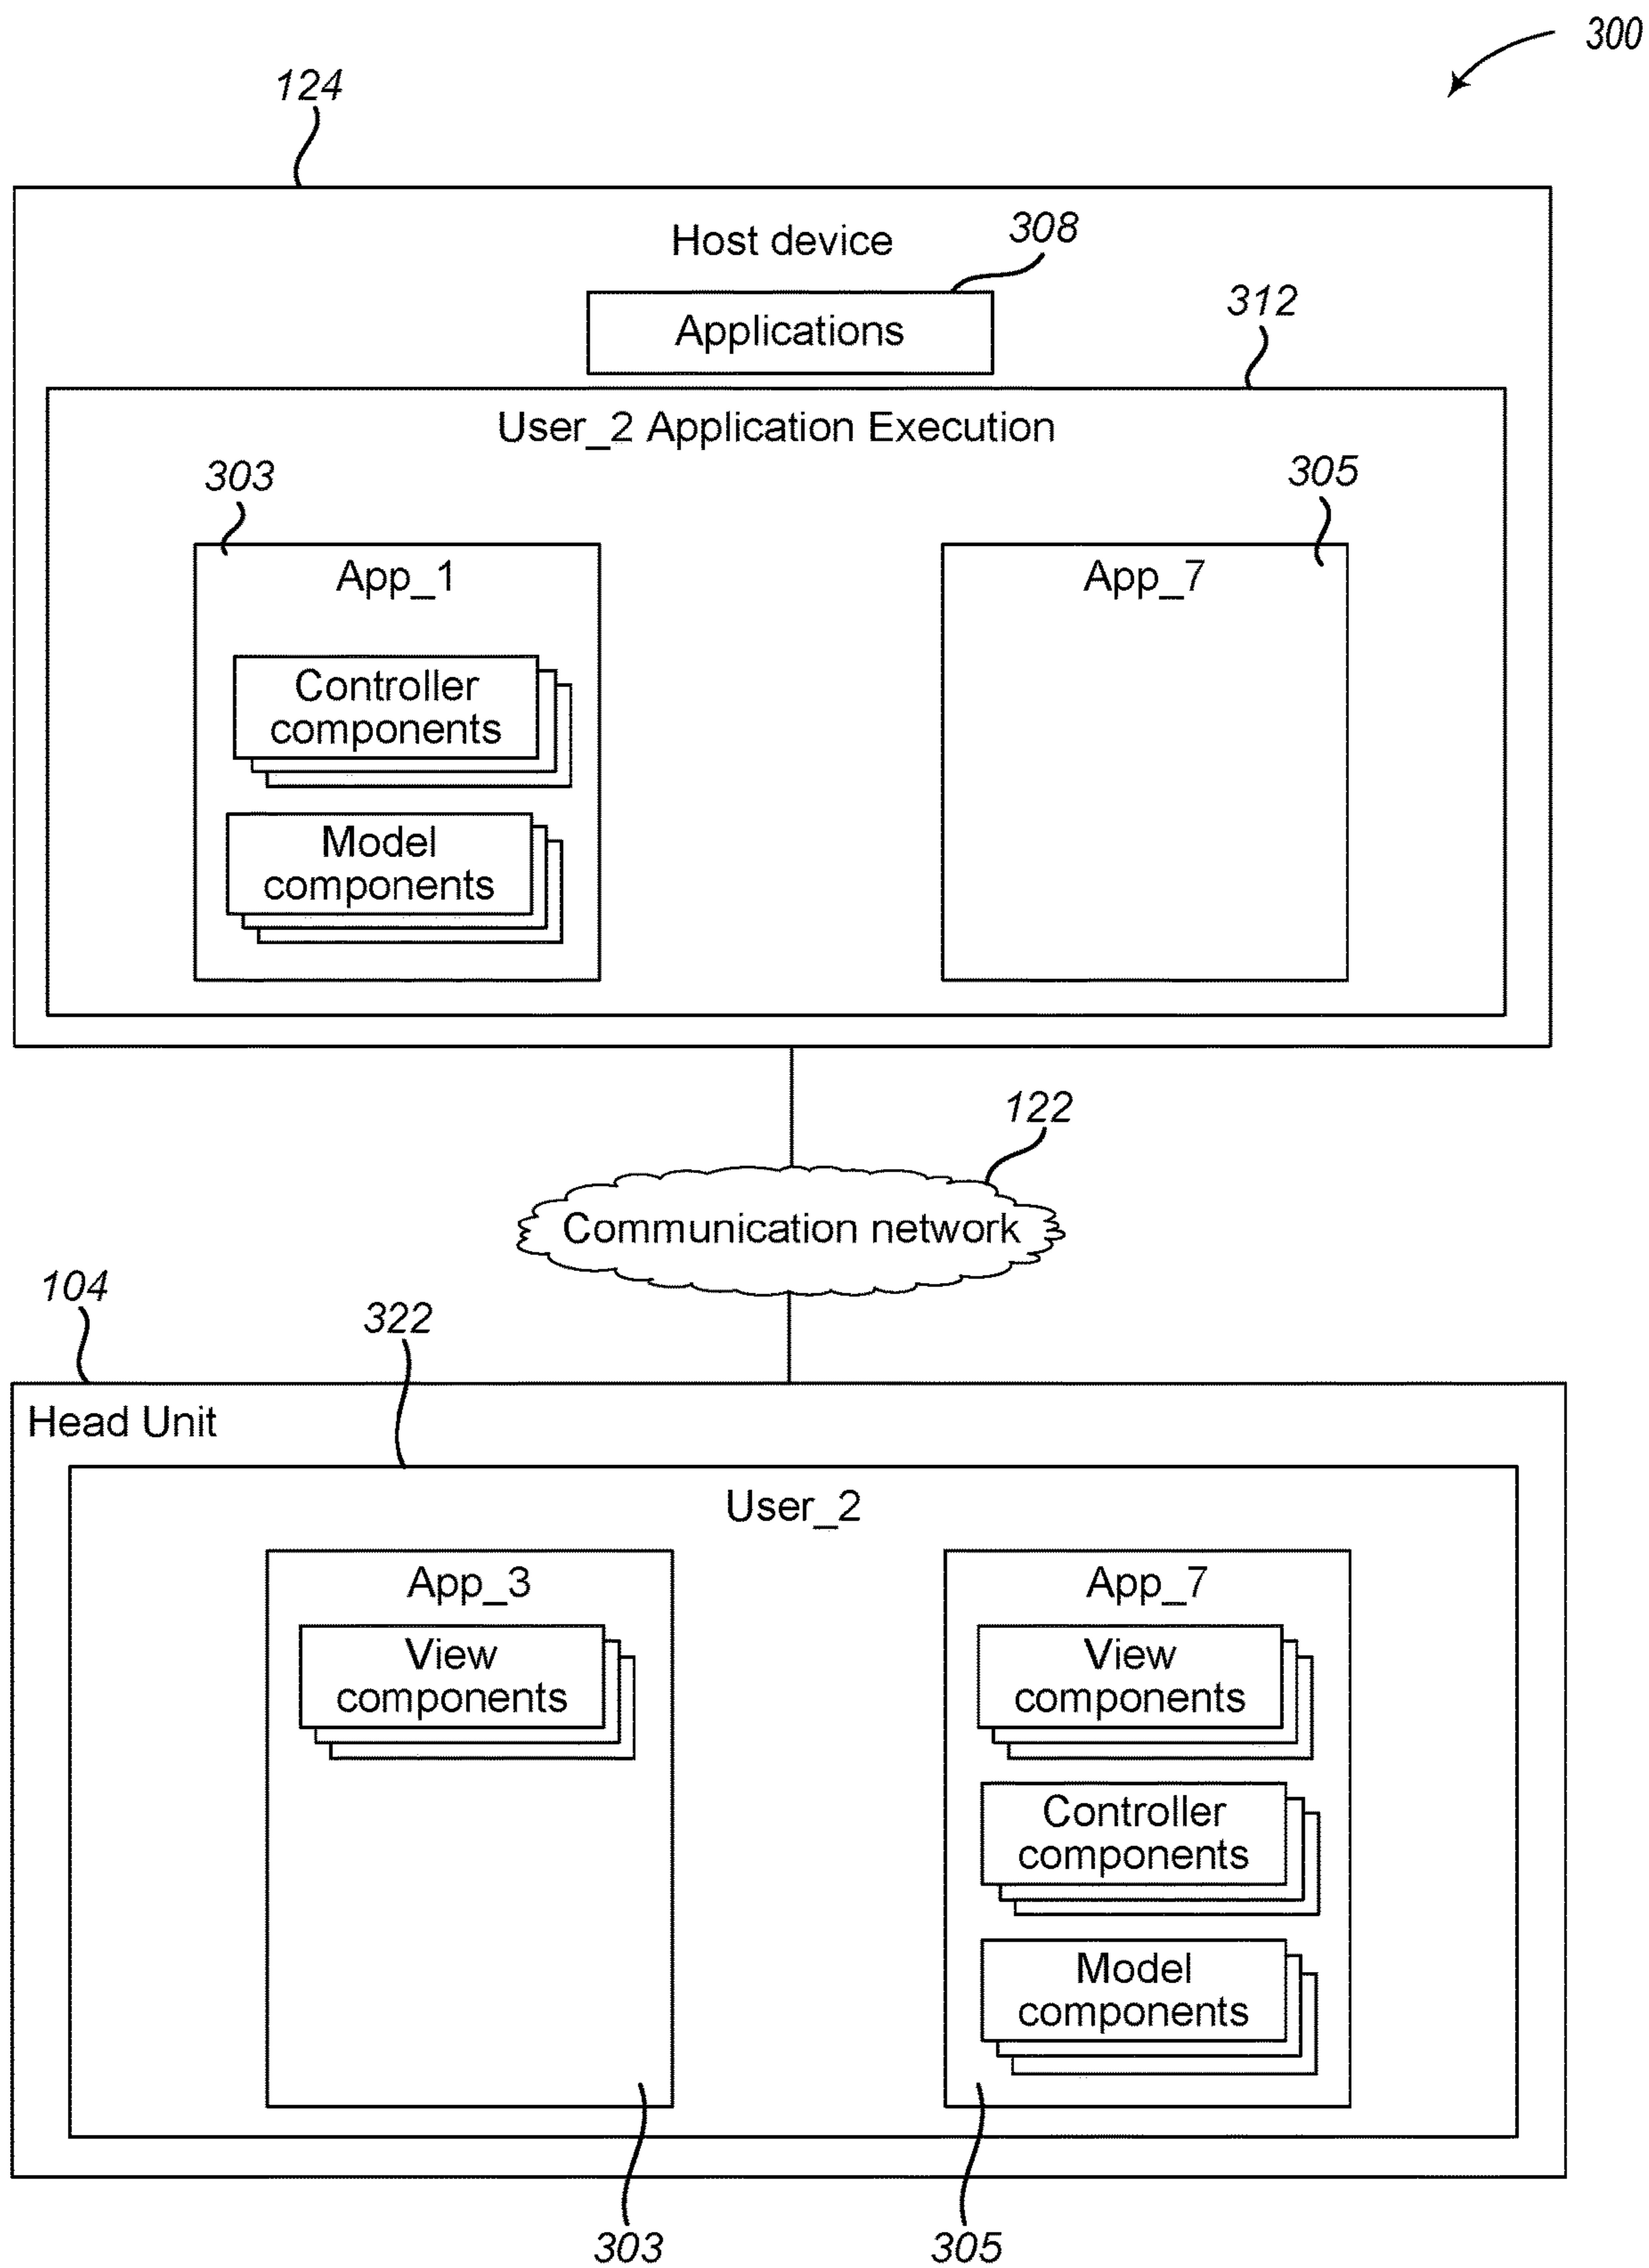 300
124
Host device
308
Applications
312
User_2 Application Execution
303
305
App_1
App_7
Controller
components
Model
components
122
Communication network
104
322
Head Unit
User_2
App_3
View
components
App_7
View
components
Controller
components
Model
components
303
305